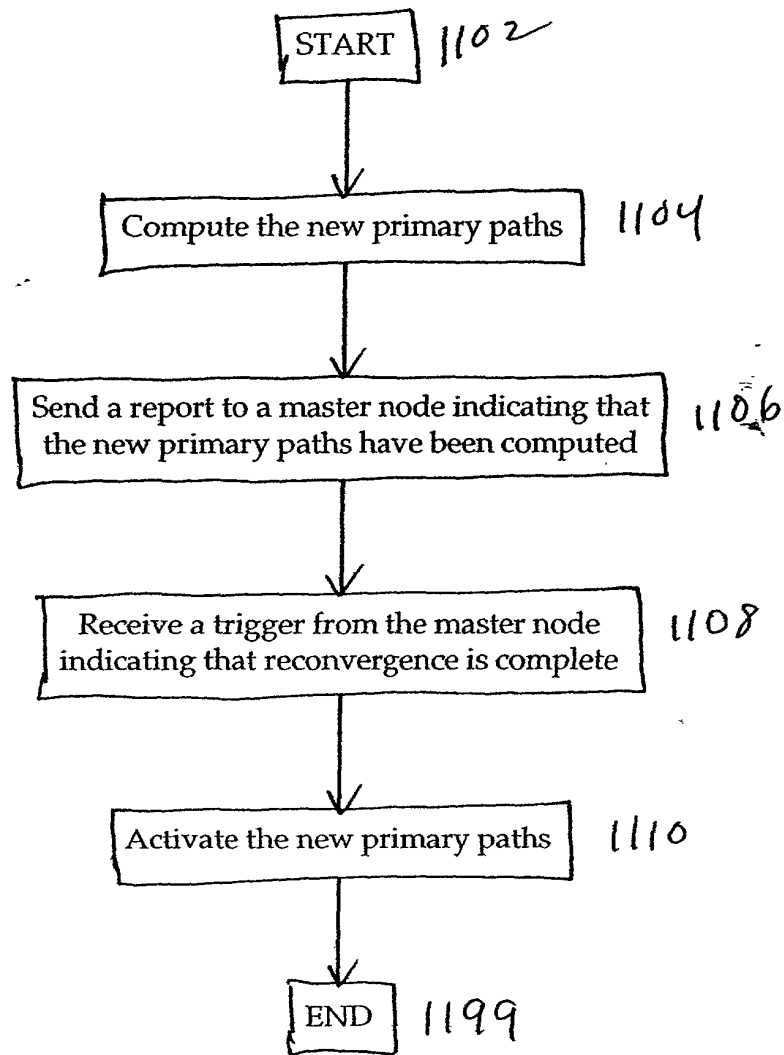 START 1102
Compute the new primary paths 1104
Send a report to a master node indicating that
the new primary paths have been computed 1106
Receive a trigger from the master node 1108
indicating that reconvergence is complete
Activate the new primary paths 1110
END 1199